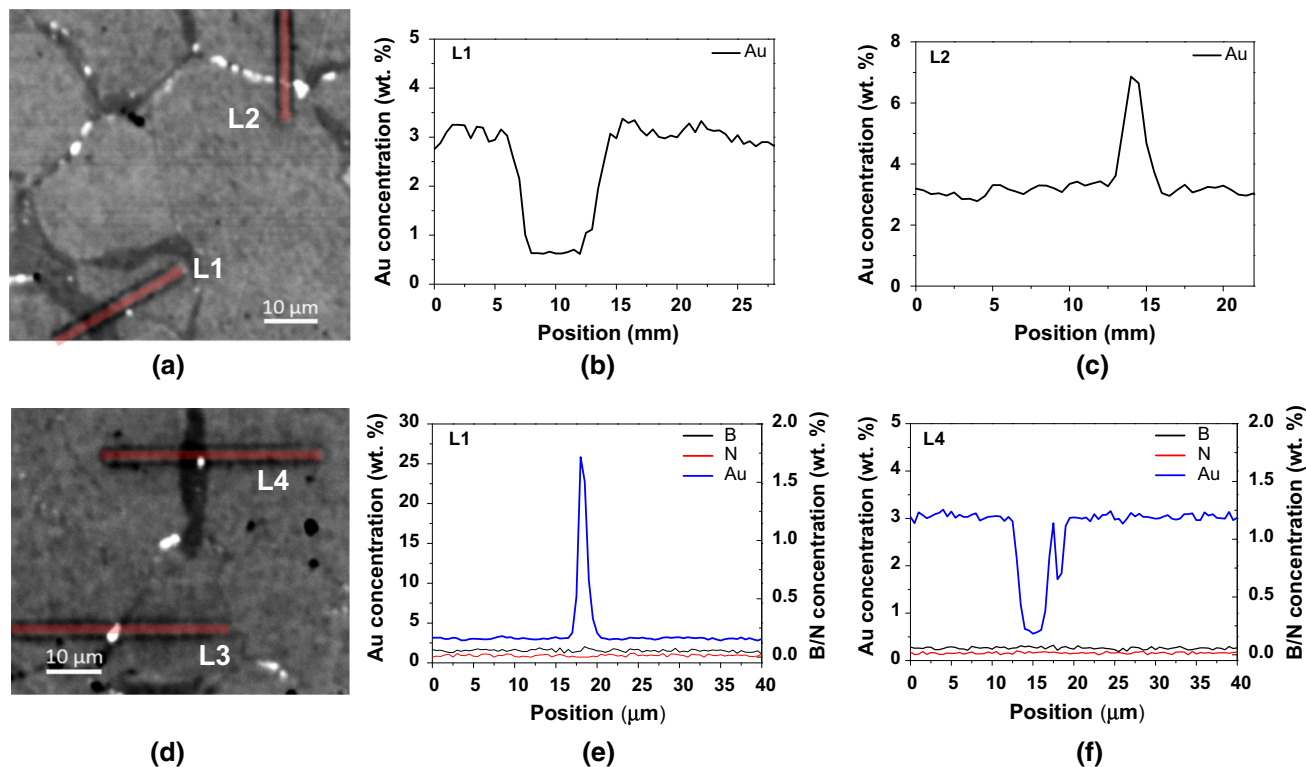 L2
L1
10 μm
(a)
L1
Au
Au concentration (wt. %)
5
4
3
2
1
0
0 5 10 15 20 25
Position (mm)
(b)
L2
Au
Au concentration (wt. %)
8
6
4
2
0
0 5 10 15 20
Position (mm)
(c)
L4
L3
10 μm
(d)
L1
B
N
Au
Au concentration (wt. %)
30
25
20
15
10
5
0
2.0
1.5
1.0
0.5
0.0
B/N concentration (wt. %)
0 5 10 15 20 25 30 35 40
Position (μm)
(e)
L4
B
N
Au
Au concentration (wt. %)
5
4
3
2
1
0
2.0
1.5
1.0
0.5
0.0
B/N concentration (wt. %)
0 5 10 15 20 25 30 35 40
Position (μm)
(f)